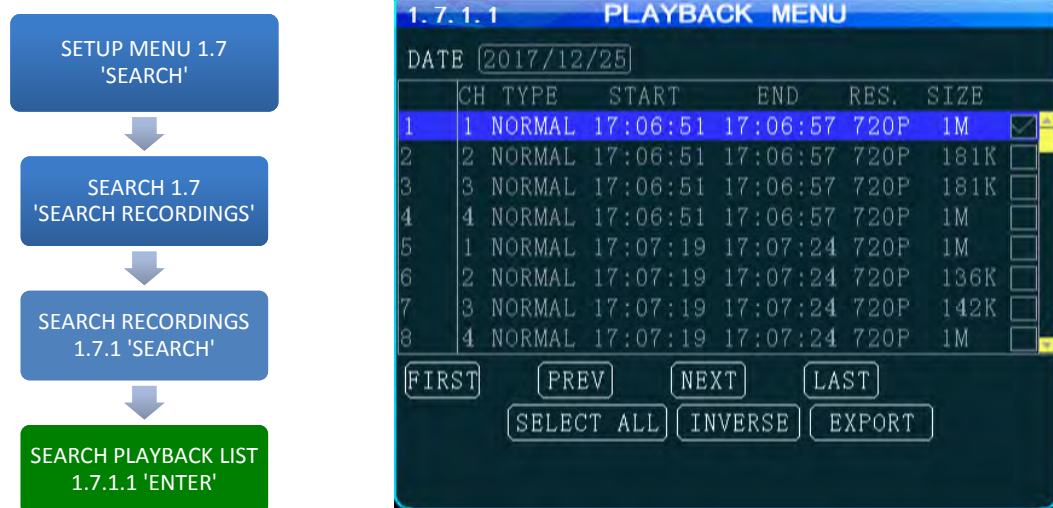 SETUP MENU 1.7
'SEARCH'
SEARCH 1.7
'SEARCH RECORDINGS'
SEARCH RECORDINGS
1.7.1 'SEARCH'
SEARCH PLAYBACK LIST
1.7.1.1 'ENTER'
1.7.1.1 PLAYBACK MENU
DATE 2017/12/25
CH TYPE START END RES. SIZE
1 1 NORMAL 17:06:51 17:06:57 720P 1M
2 2 NORMAL 17:06:51 17:06:57 720P 181K
3 3 NORMAL 17:06:51 17:06:57 720P 181K
4 4 NORMAL 17:06:51 17:06:57 720P 1M
5 1 NORMAL 17:07:19 17:07:24 720P 1M
6 2 NORMAL 17:07:19 17:07:24 720P 136K
7 3 NORMAL 17:07:19 17:07:24 720P 142K
8 4 NORMAL 17:07:19 17:07:24 720P 1M
FIRST PREV NEXT LAST
SELECT ALL INVERSE EXPORT